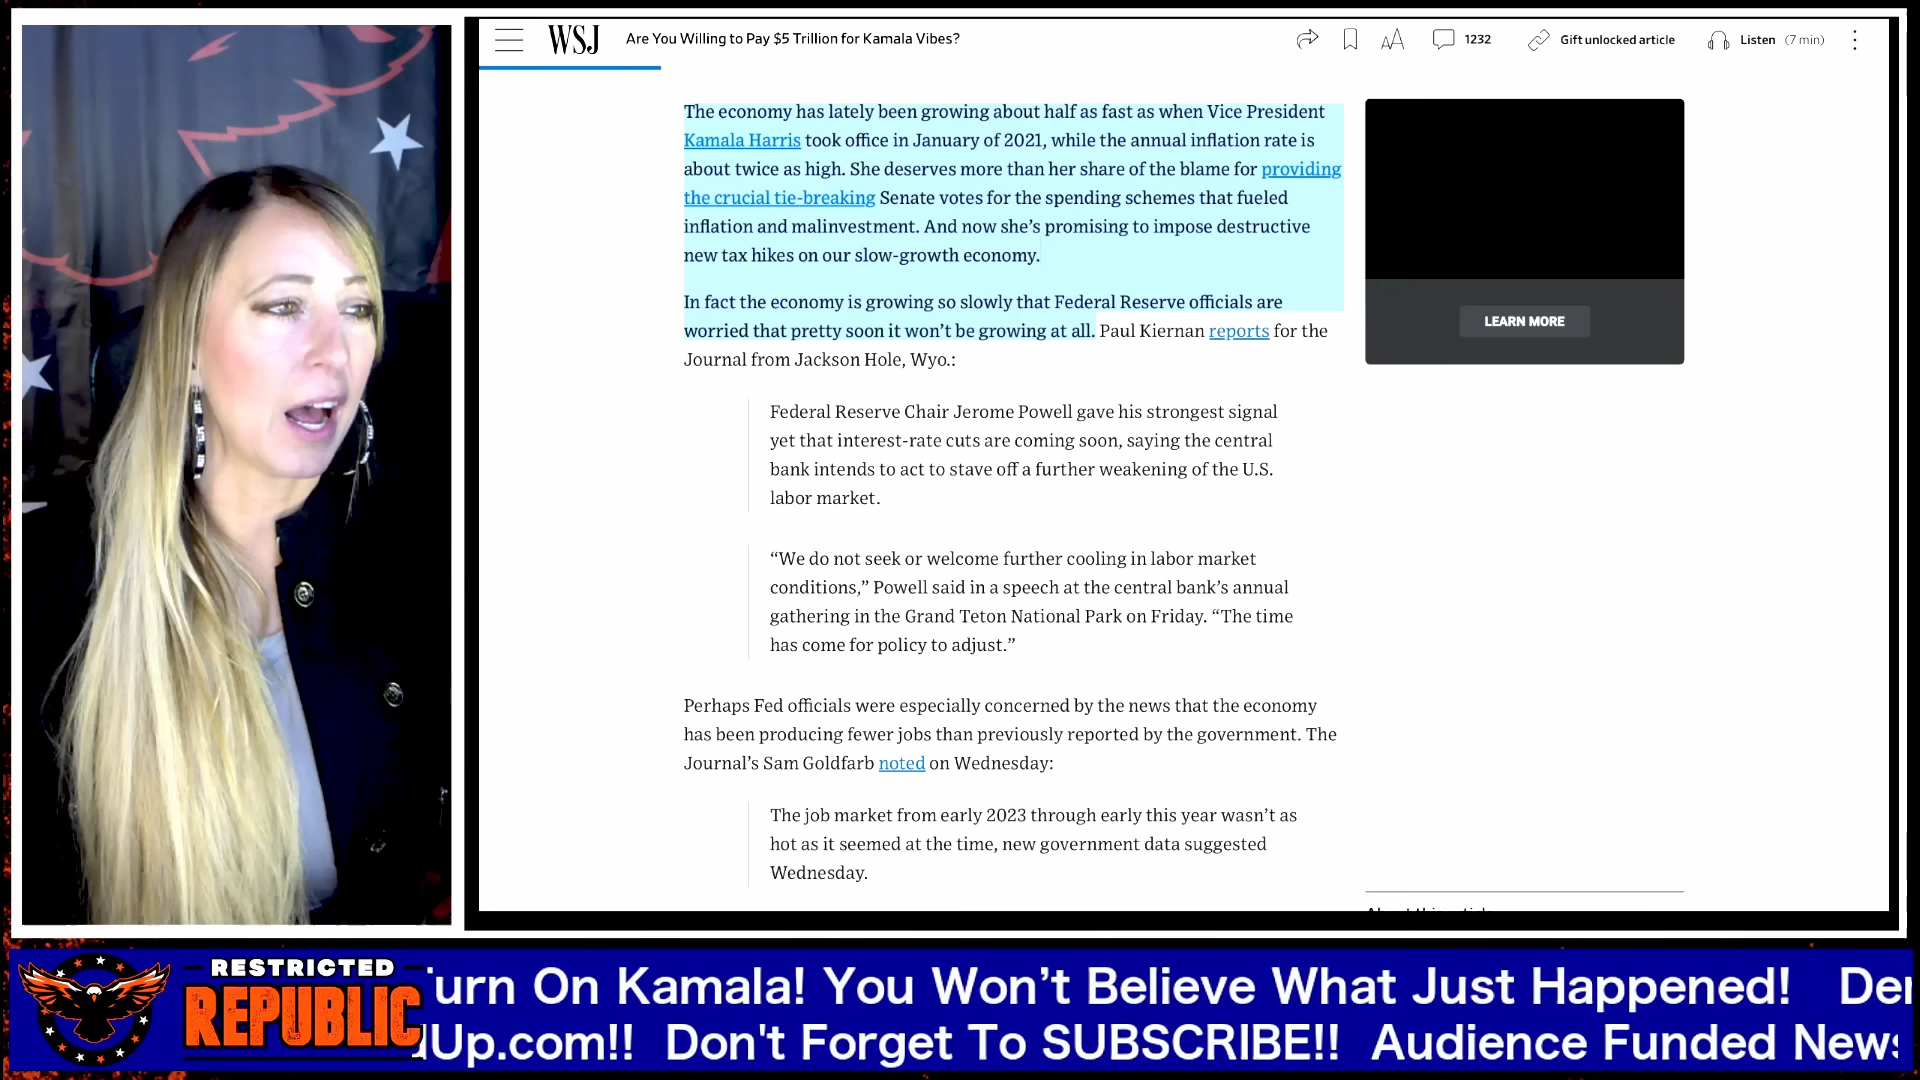 WSJ
Are You Willing to Pay $5 Trillion for Kamala Vibes?
1232
Gift unlocked article
Listen (7 min)
The economy has lately been growing about half as fast as when Vice President
Kamala Harris took office in January of 2021, while the annual inflation rate is
about twice as high. She deserves more than her share of the blame for providing
the crucial tie-breaking Senate votes for the spending schemes that fueled
inflation and malinvestment. And now she’s promising to impose destructive
new tax hikes on our slow-growth economy.
In fact the economy is growing so slowly that Federal Reserve officials are
worried that pretty soon it won’t be growing at all. Paul Kiernan reports for the
Journal from Jackson Hole, Wyo.:
Federal Reserve Chair Jerome Powell gave his strongest signal
yet that interest-rate cuts are coming soon, saying the central
bank intends to act to stave off a further weakening of the U.S.
labor market.
“We do not seek or welcome further cooling in labor market
conditions,” Powell said in a speech at the central bank’s annual
gathering in the Grand Teton National Park on Friday. “The time
has come for policy to adjust.”
Perhaps Fed officials were especially concerned by the news that the economy
has been producing fewer jobs than previously reported by the government. The
Journal’s Sam Goldfarb noted on Wednesday:
The job market from early 2023 through early this year wasn’t as
hot as it seemed at the time, new government data suggested
Wednesday.
LEARN MORE
RESTRICTED
REPUBLIC
urn On Kamala! You Won’t Believe What Just Happened!
Up.com!! Don't Forget To SUBSCRIBE!! Audience Funded News